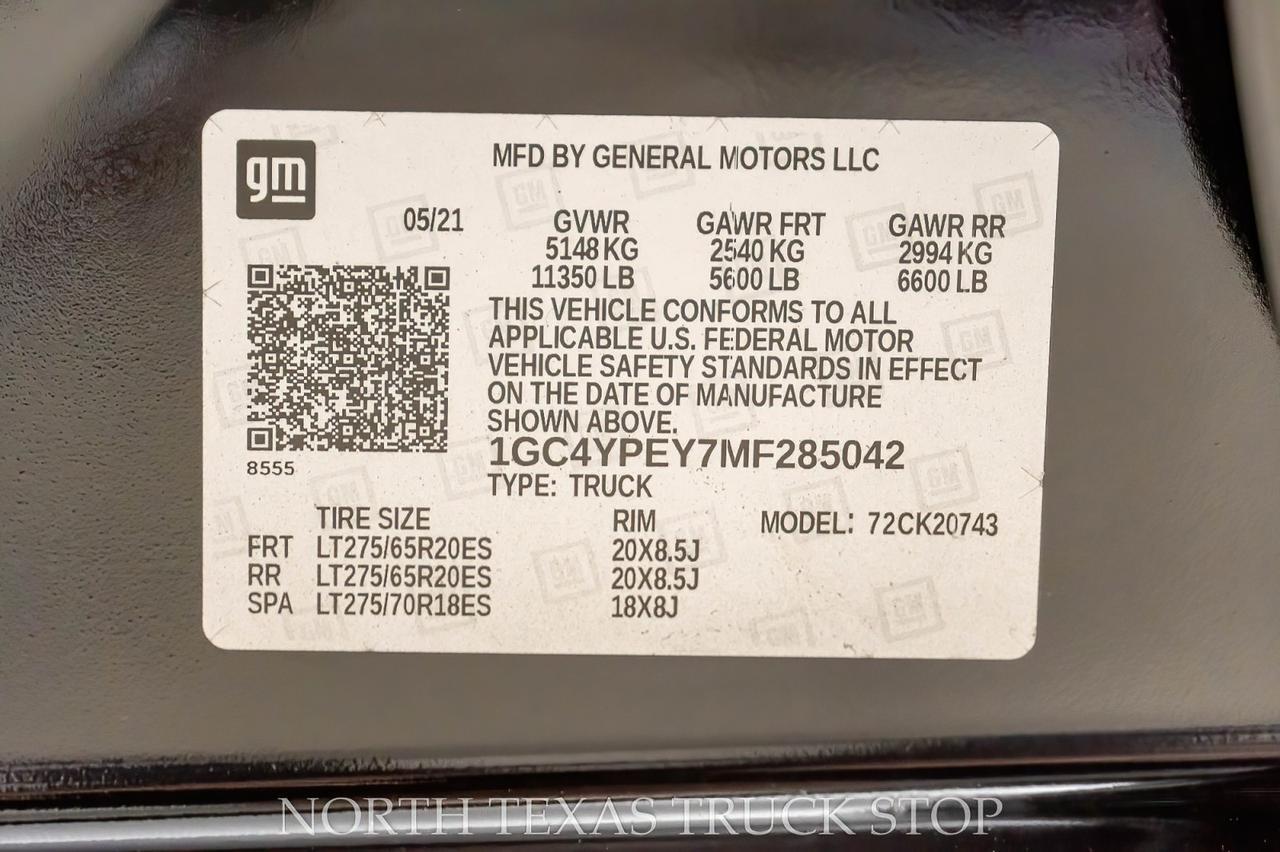 gm
MFD BY GENERAL MOTORS LLC
05/21 GVWR GAWR FRT GAWR RR
5148 KG 2540 KG 2994 KG
11350 LB 5600 LB 6600 LB
THIS VEHICLE CONFORMS TO ALL
APPLICABLE U.S. FEDERAL MOTOR
VEHICLE SAFETY STANDARDS IN EFFECT
ON THE DATE OF MANUFACTURE
SHOWN ABOVE.
1GC4YPEY7MF285042
8555
TYPE: TRUCK
TIRE SIZE RIM MODEL: 72CK20743
FRT LT275/65R20ES 20X8.5J
RR LT275/65R20ES 20X8.5J
SPA LT275/70R18ES 18X8J
NORTH TEXAS TRUCK STOP